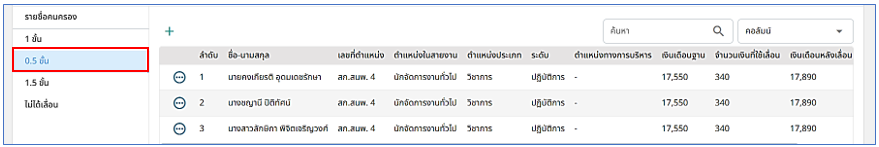 รายชื่อคนครอง
1 ขั้น
0.5 ขั้น
1.5 ขั้น
ไม่ได้เลื่อน
+
ค้นหา
คอลัมน์
ลำดับ ชื่อ-นามสกุล เลขที่ตำแหน่ง ตำแหน่งในสายงาน ตำแหน่งประเภท ระดับ ตำแหน่งทางการบริหาร เงินเดือนฐาน จำนวนเงินที่ใช้เลื่อน เงินเดือนหลังเลื่อน
1 นายคงเกียรติ อุดมเดชรักษา สก.สนพ. 4 นักจัดการงานทั่วไป วิชาการ ปฏิบัติการ - 17,550 340 17,890
2 นางชญานี ปิติทัศน์ สก.สนพ. 4 นักจัดการงานทั่วไป วิชาการ ปฏิบัติการ - 17,550 340 17,890
3 นางสาวลักษิกา พิจิตเจริญวงศ์ สก.สนพ. 4 นักจัดการงานทั่วไป วิชาการ ปฏิบัติการ - 17,550 340 17,890